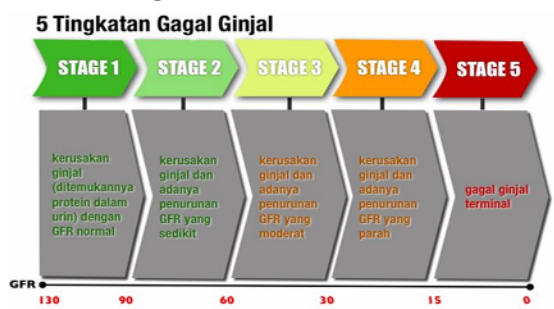 5 Tingkatan Gagal Ginjal
STAGE 1
STAGE 2
STAGE 3
STAGE 4
STAGE 5
kerusakan
ginjal
(ditemukannya
protein dalam
urin) dengan
GFR normal
kerusakan
ginjal dan
adanya
penurunan
GFR yang
sedikit
kerusakan
ginjal dan
adanya
penurunan
GFR yang
moderat
kerusakan
ginjal dan
adanya
penurunan
GFR yang
parah
gagal ginjal
terminal
GFR
130 90 60 30 15 0